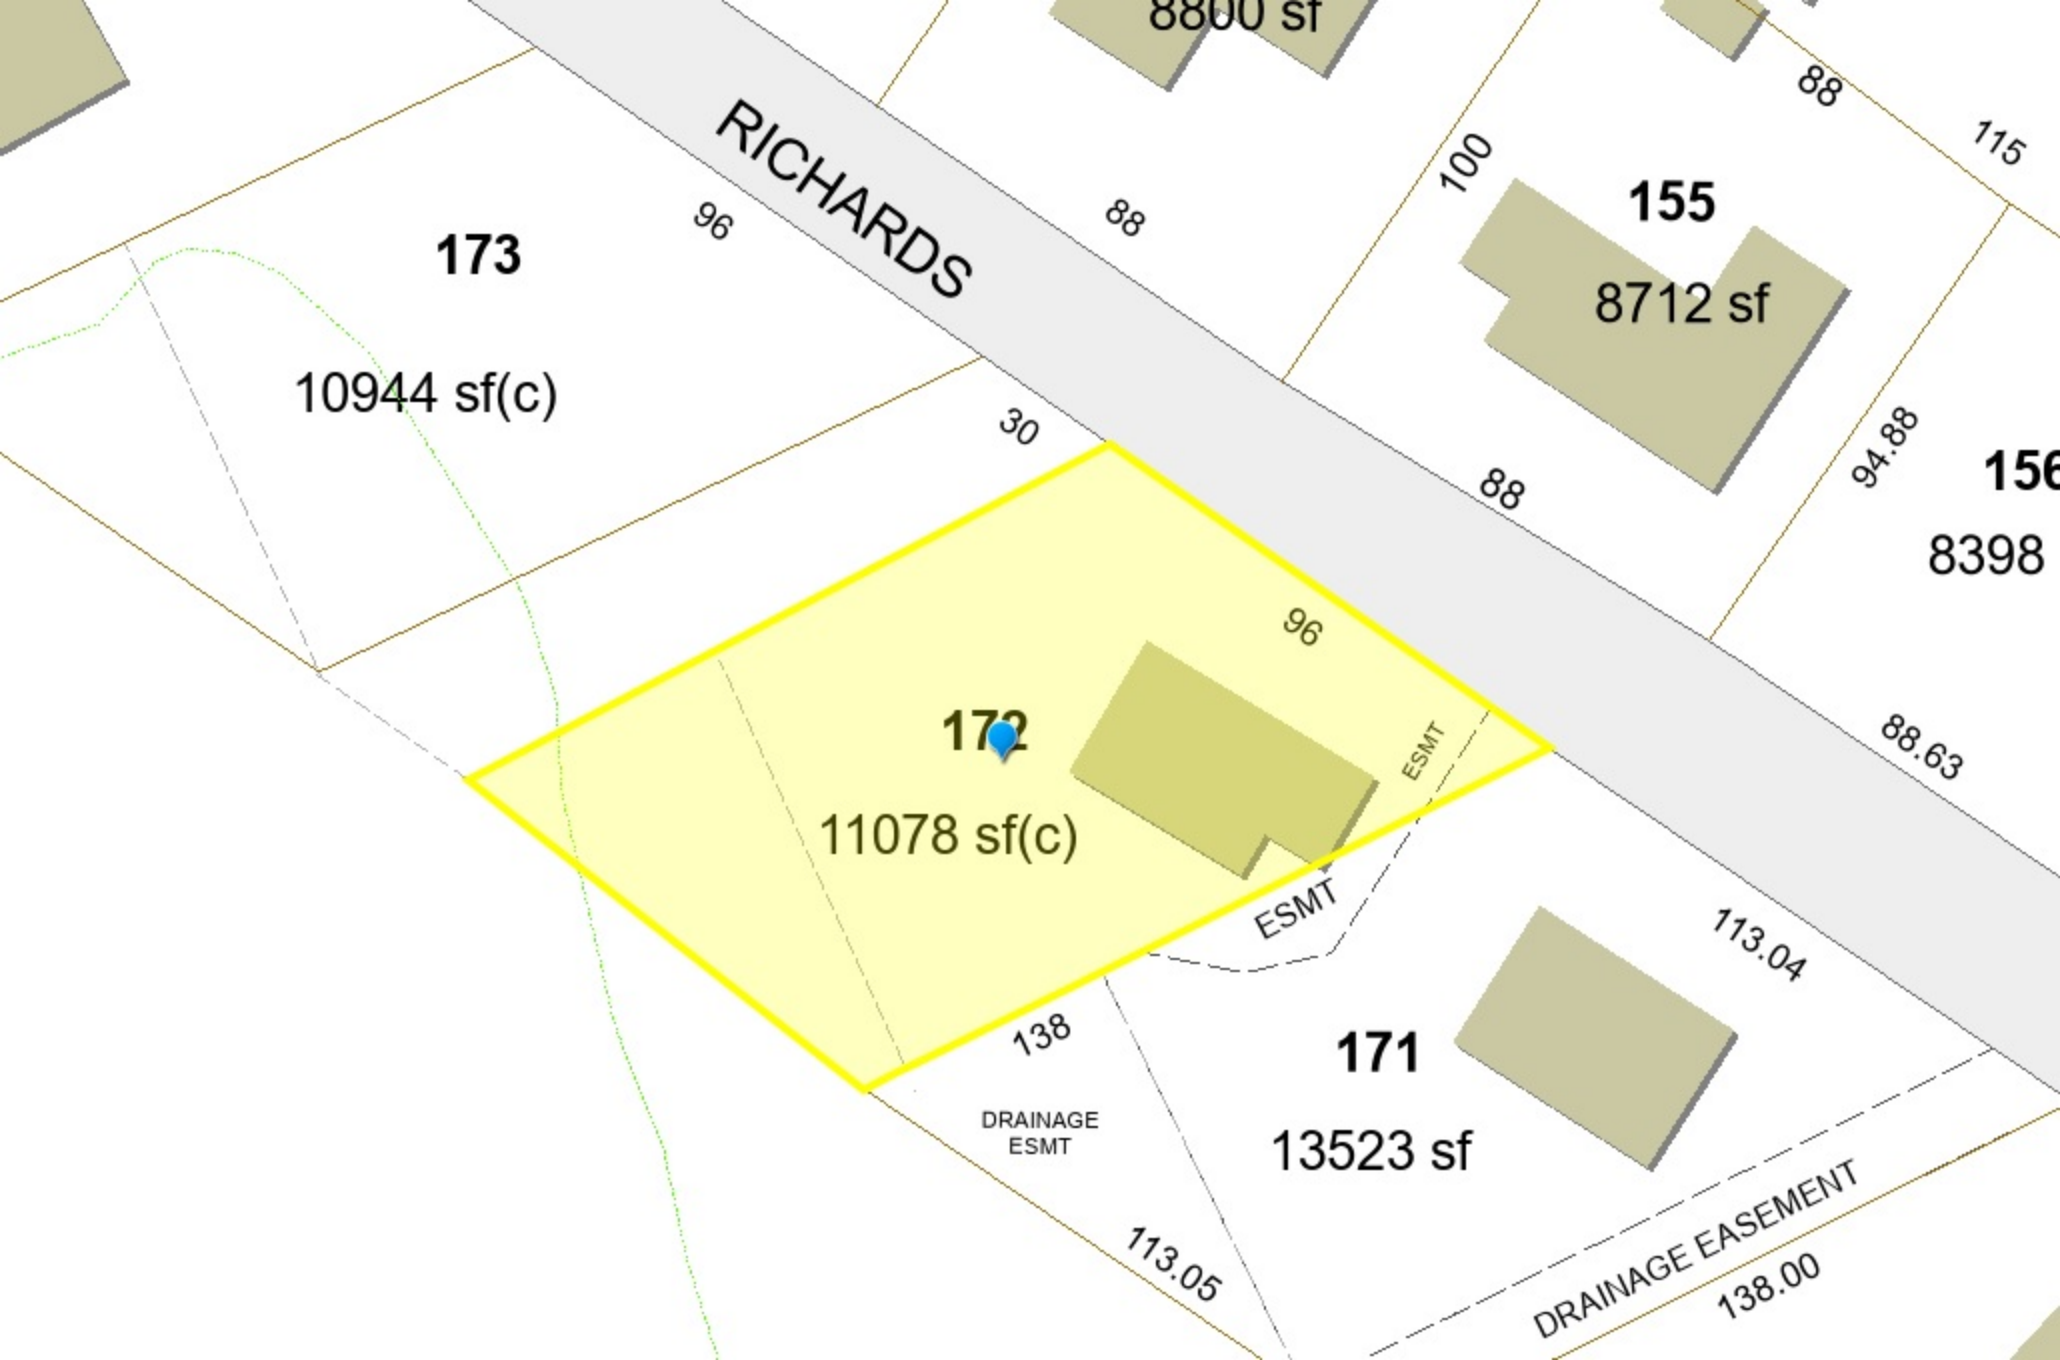 8800 sf
88
115
RICHARDS
100
155
173
96
88
8712 sf
10944 sf(c)
30
94.88
156
88
8398
96
172
ESMT
88.63
11078 sf(c)
ESMT
113.04
138
171
DRAINAGE
ESMT
13523 sf
DRAINAGE EASEMENT
113.05
138.00